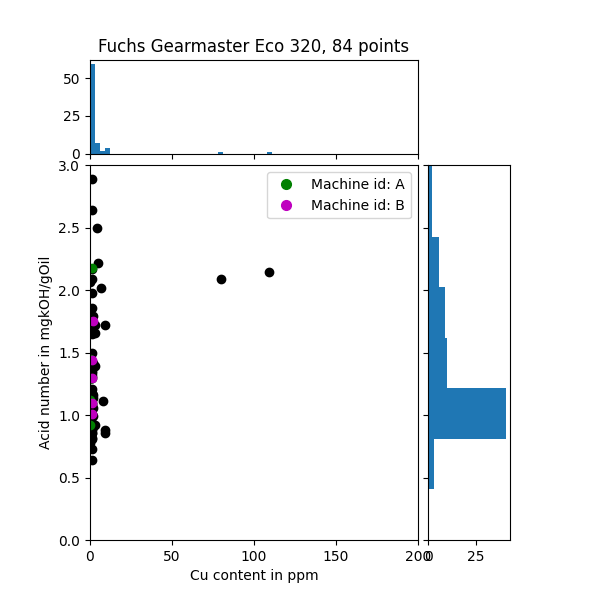 Fuchs Gearmaster Eco 320, 84 points
50
25
0
3.0
2.5
2.0
1.5
1.0
0.5
0.0
Acid number in mgkOH/gOil
Machine id: A
Machine id: B
0 50 100 150 200
Cu content in ppm
0 25